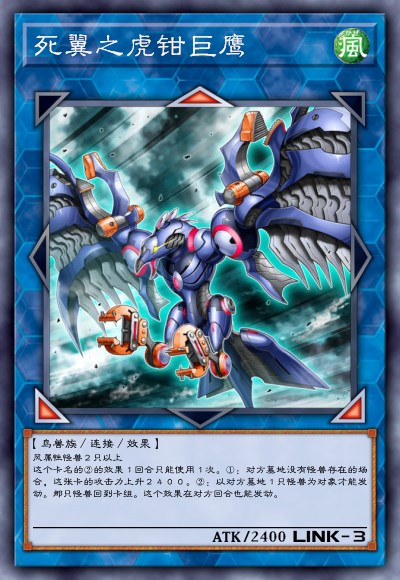 死翼之虎钳巨鹰
風
【鸟兽族／连接／效果】
风属性怪兽2只以上
这个卡名的②的效果1回合只能使用1次。①：对方墓地没有怪兽存在的场
合，这张卡的攻击力上升2400。②：以对方墓地1只怪兽为对象才能发
动。那只怪兽回到卡组。这个效果在对方回合也能发动。
ATK/2400 LINK-3